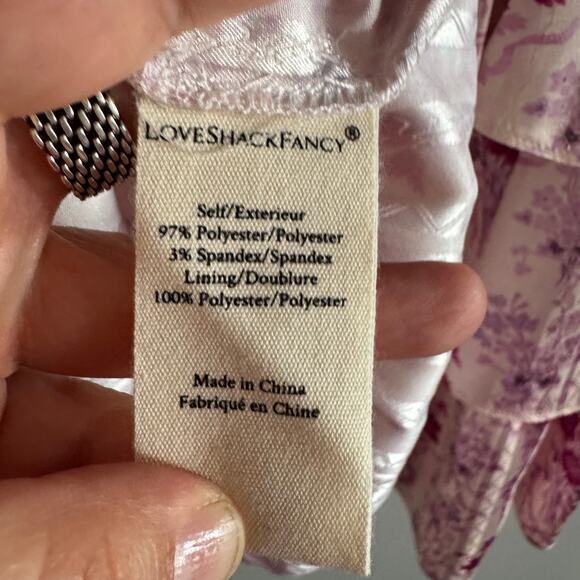 LOVESHACKFANCY®
Self/Exterieur
97% Polyester/Polyester
3% Spandex/Spandex
Lining/Doublure
100% Polyester/Polyester
Made in China
Fabriqué en Chine